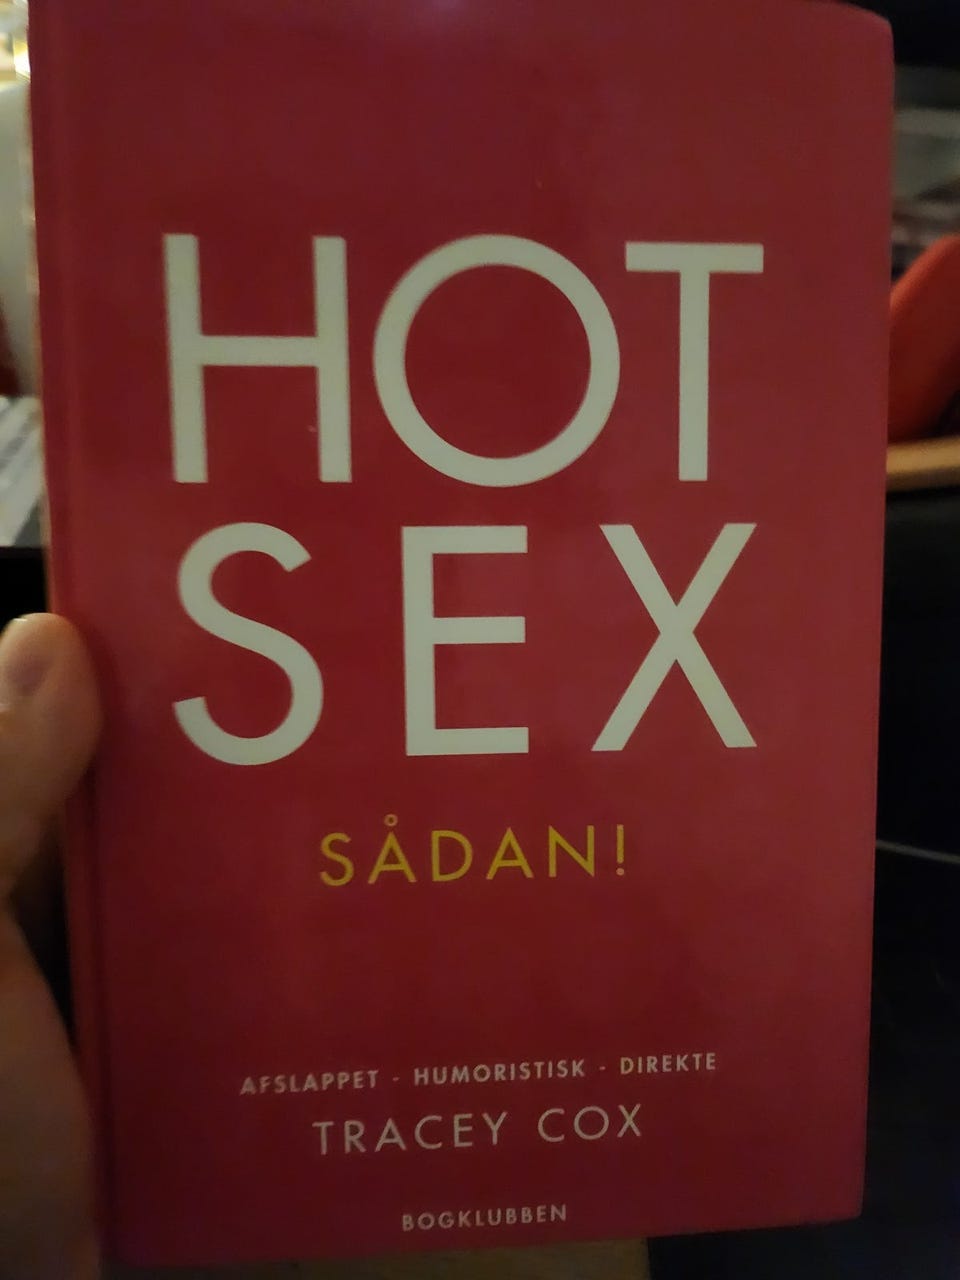 HOT
SEX
SÅDAN!
AFSLAPPET - HUMORISTISK - DIREKTE
TRACEY COX
BOGKLUBBEN